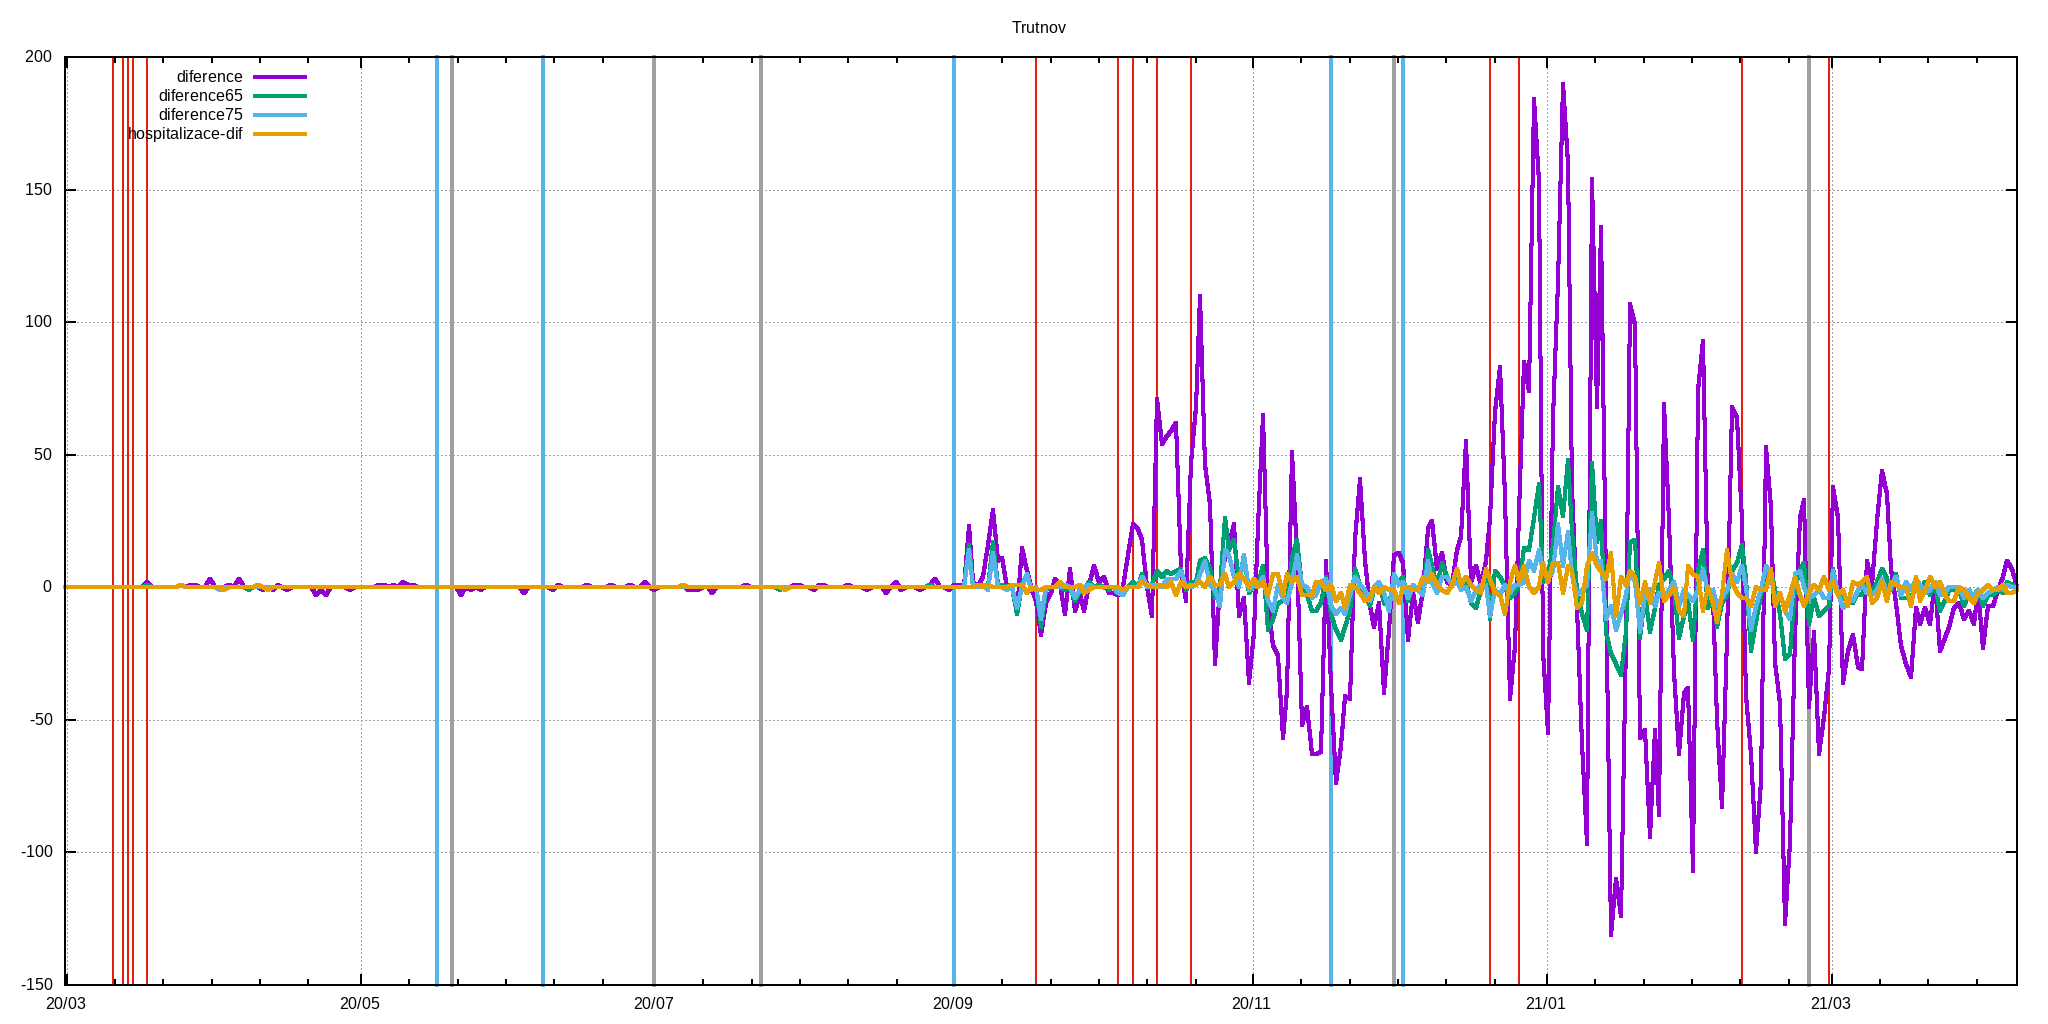 Trutnov
200
diference
diference65
diference75
hospitalizace-dif
150
100
50
0
-50
-100
-150
20/03 20/05 20/07 20/09 20/11 21/01 21/03